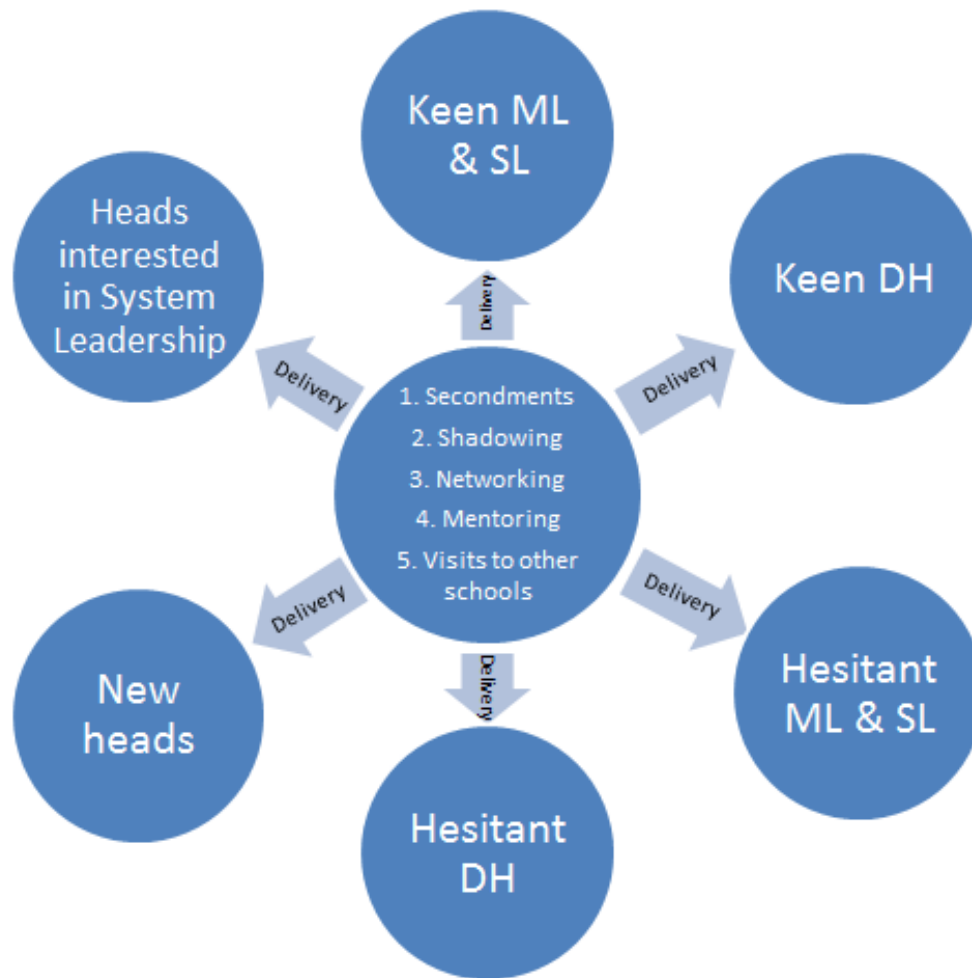 Keen ML
& SL
Heads
interested
in System
Leadership
Keen DH
Delivery
Delivery
Delivery
1. Secondments
2. Shadowing
3. Networking
4. Mentoring
5. Visits to other
schools
Delivery
Delivery
Delivery
New
heads
Hesitant
ML & SL
Hesitant
DH